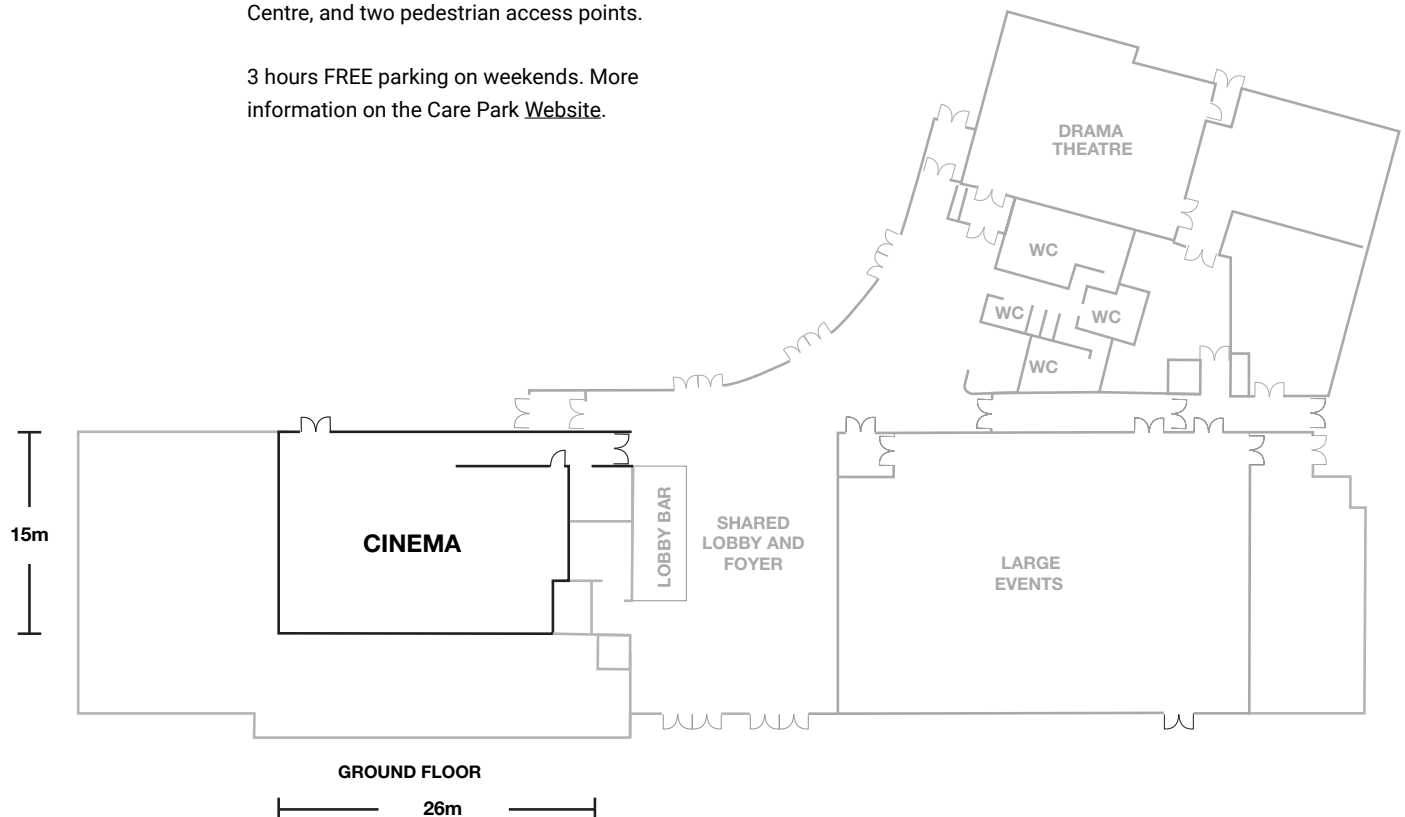 Centre, and two pedestrian access points.
3 hours FREE parking on weekends. More
information on the Care Park Website.
DRAMA
THEATRE
WC
WC
WC
WC
15m
CINEMA
LOBBY BAR
SHARED
LOBBY AND
FOYER
LARGE
EVENTS
GROUND FLOOR
26m